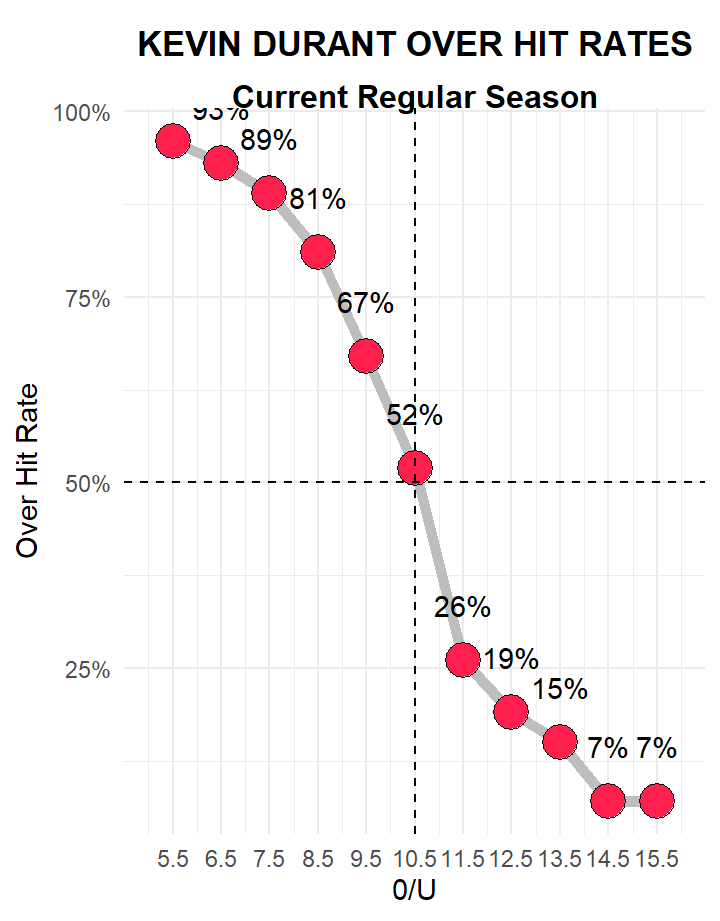 KEVIN DURANT OVER HIT RATES
Current Regular Season
100%
93%
89%
81%
75%
67%
52%
50%
26%
25%
19%
15%
7% 7%
Over Hit Rate
5.5 6.5 7.5 8.5 9.5 10.5 11.5 12.5 13.5 14.5 15.5
0/U